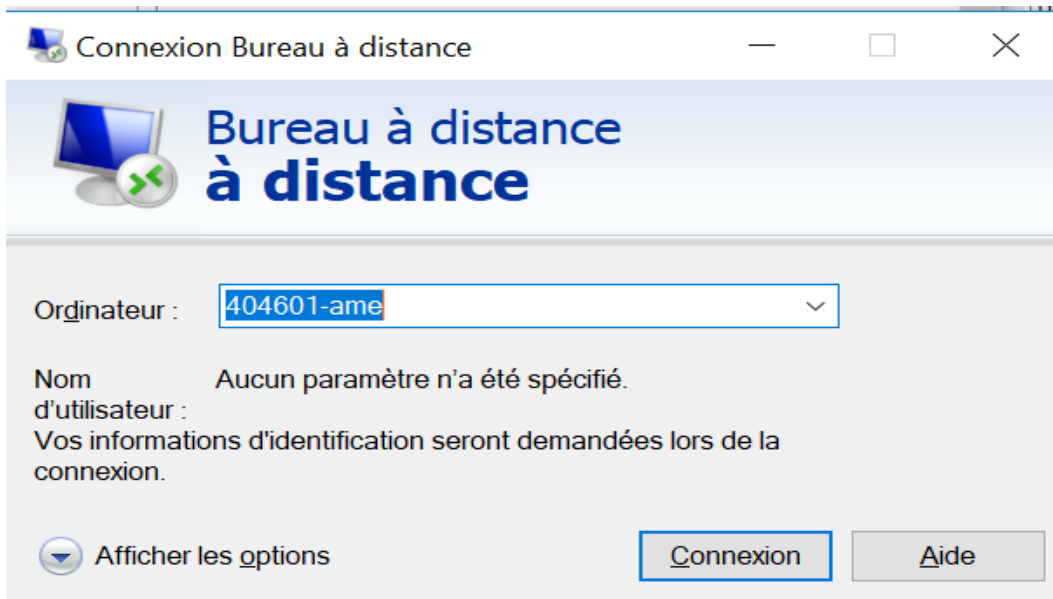 Connexion Bureau à distance
Bureau à distance
à distance
Ordinateur :
404601-ame
Nom d'utilisateur :
Aucun paramètre n'a été spécifié.
Vos informations d'identification seront demandées lors de la
connexion.
Afficher les options
Connexion
Aide